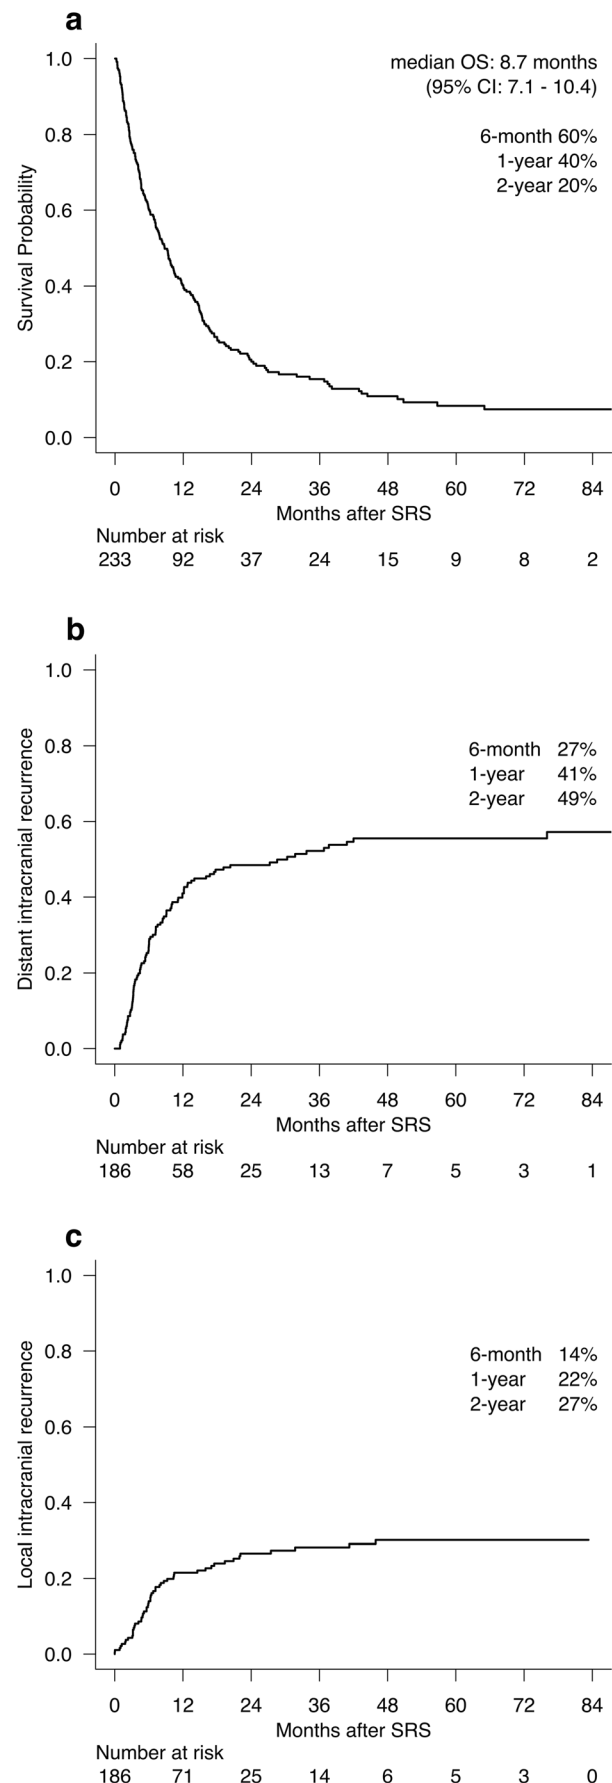 a
median OS: 8.7 months
(95% CI: 7.1 - 10.4)
6-month 60%
1-year 40%
2-year 20%
Survival Probability
1.0
0.8
0.6
0.4
0.2
0.0
0 12 24 36 48 60 72 84
Months after SRS
Number at risk
233 92 37 24 15 9 8 2
b
6-month 27%
1-year 41%
2-year 49%
Distant intracranial recurrence
1.0
0.8
0.6
0.4
0.2
0.0
0 12 24 36 48 60 72 84
Months after SRS
Number at risk
186 58 25 13 7 5 3 1
c
6-month 14%
1-year 22%
2-year 27%
Local intracranial recurrence
1.0
0.8
0.6
0.4
0.2
0.0
0 12 24 36 48 60 72 84
Months after SRS
Number at risk
186 71 25 14 6 5 3 0